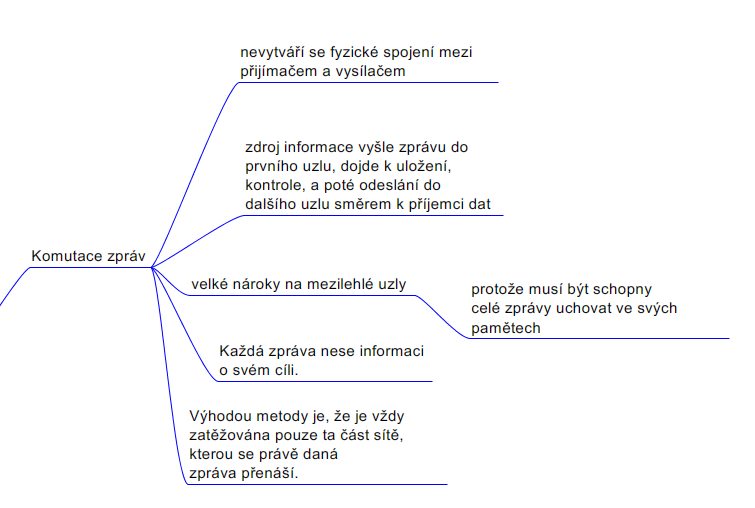 nevytváří se fyzické spojení mezi
přijímačem a vysílačem
zdroj informace vyšle zprávu do
prvního uzlu, dojde k uložení,
kontrole, a poté odeslání do
dalšího uzlu směrem k příjemci dat
Komutace zpráv
velké nároky na mezilehlé uzly
protože musí být schopny
celé zprávy uchovat ve svých
pamětech
Každá zpráva nese informaci
o svém cíli.
Výhodou metody je, že je vždy
zatěžována pouze ta část sítě,
kterou se právě daná
zpráva přenáší.